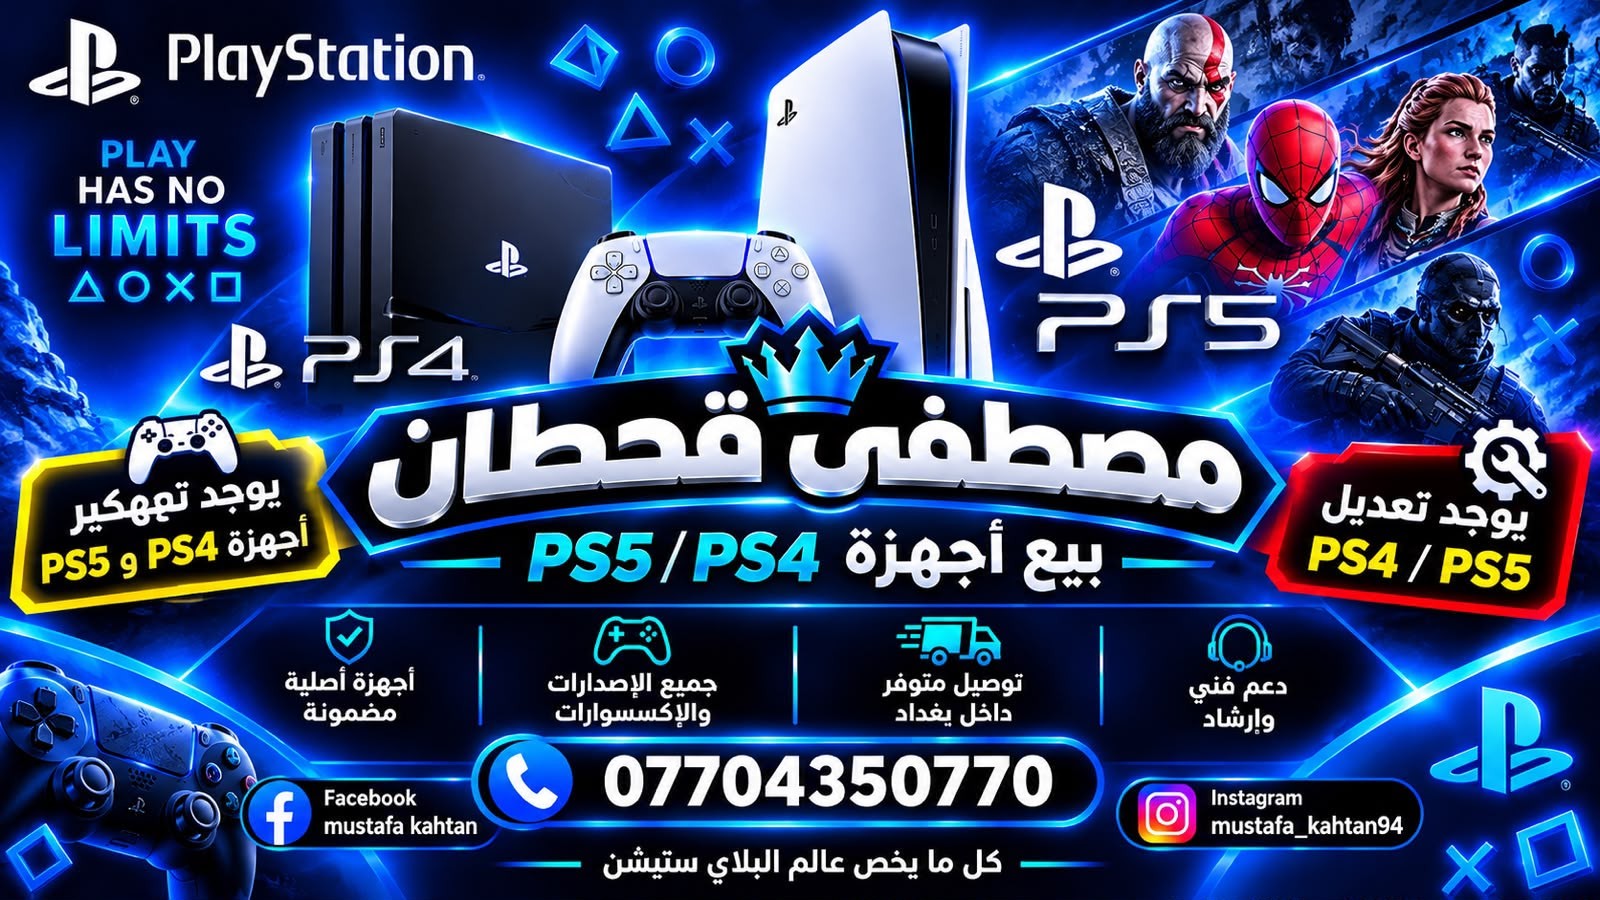 PlayStation
PLAY
HAS NO
LIMITS
PS4
PS5
مصطفى قحطان
بيع أجهزة PS5 / PS4
يوجد تعهكير
أجهزة PS4 و PS5
يوجد تعديل
PS4 / PS5
أجهزة أصلية
مضمونة
جميع الإصدارات
والإكسسوارات
توصيل متوفر
داخل بغداد
دعم فني
وإرشاد
Facebook
mustafa kahtan
07704350770
Instagram
mustafa_kahtan94
كل ما يخص عالم البلاي ستيشن